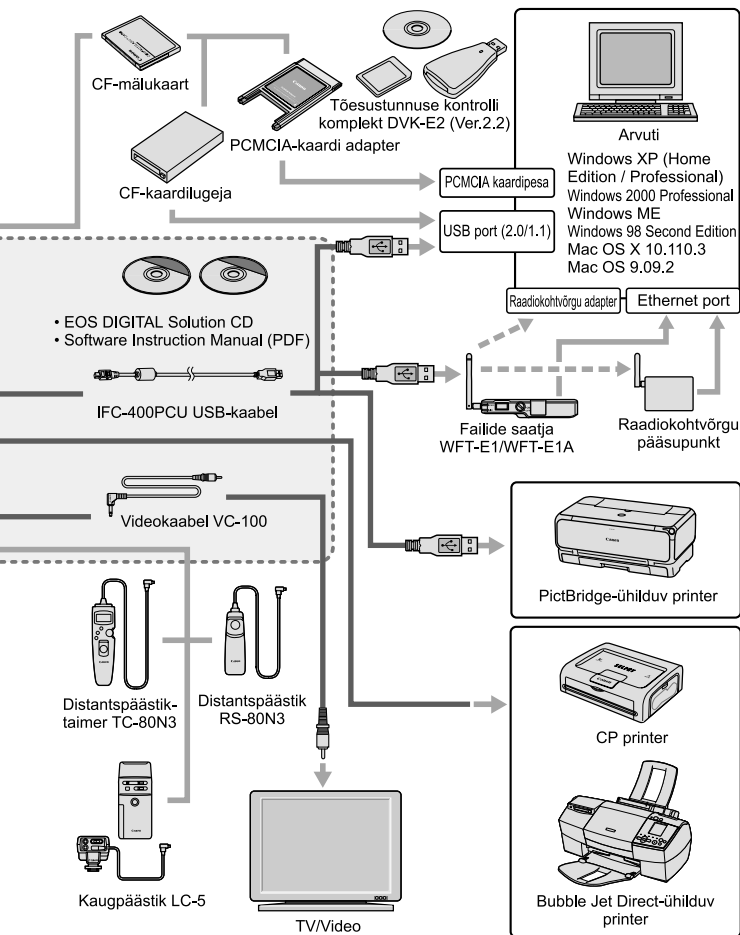 CF-mälukaart
Tõesustunnuse kontrolli
komplekt DVK-E2 (Ver.2,2)
PCMCIA-kaardi adapter
CF-kaardilugeja
Arvuti
Windows XP (Home
Edition / Professional)
Windows 2000 Professional
Windows ME
Windows 98 Second Edition
Mac OS X 10.110.3
Mac OS 9.09.2
PCMCIA kaardipesa
USB port (2.0/1.1)
Raadiokohtvõrgu adapter
Ethernet port
• EOS DIGITAL Solution CD
• Software Instruction Manual (PDF)
IFC-400PCU USB-kaabel
Failide saatja
WFT-E1/WFT-E1A
Raadiokohtvõrgu
pääsupunkt
Videokaabel VC-100
Canon
PictBridge-ühilduv printer
Distantspäästik-
taimer TC-80N3
Distantspäästik
RS-80N3
SELPHY
Canon
CP printer
Kaugpäästik LC-5
TV/Video
Bubble Jet Direct-ühilduv
printer